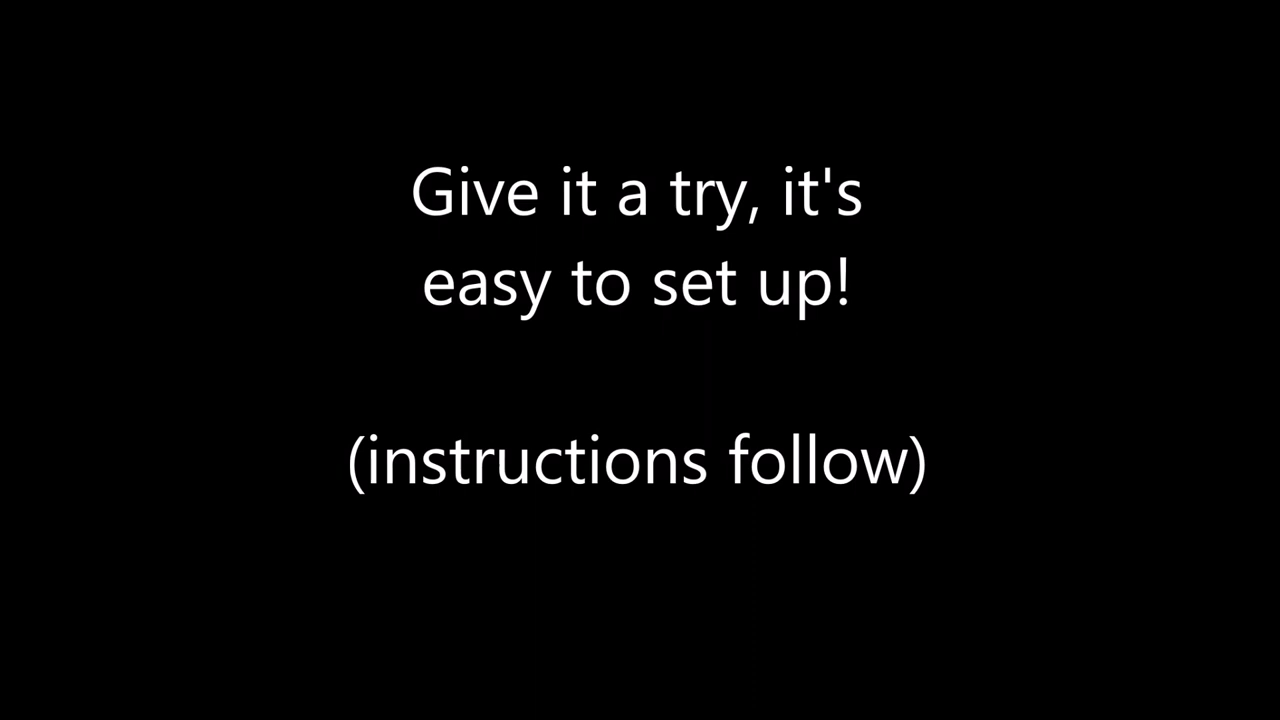 Give it a try, it's
easy to set up!
(instructions follow)